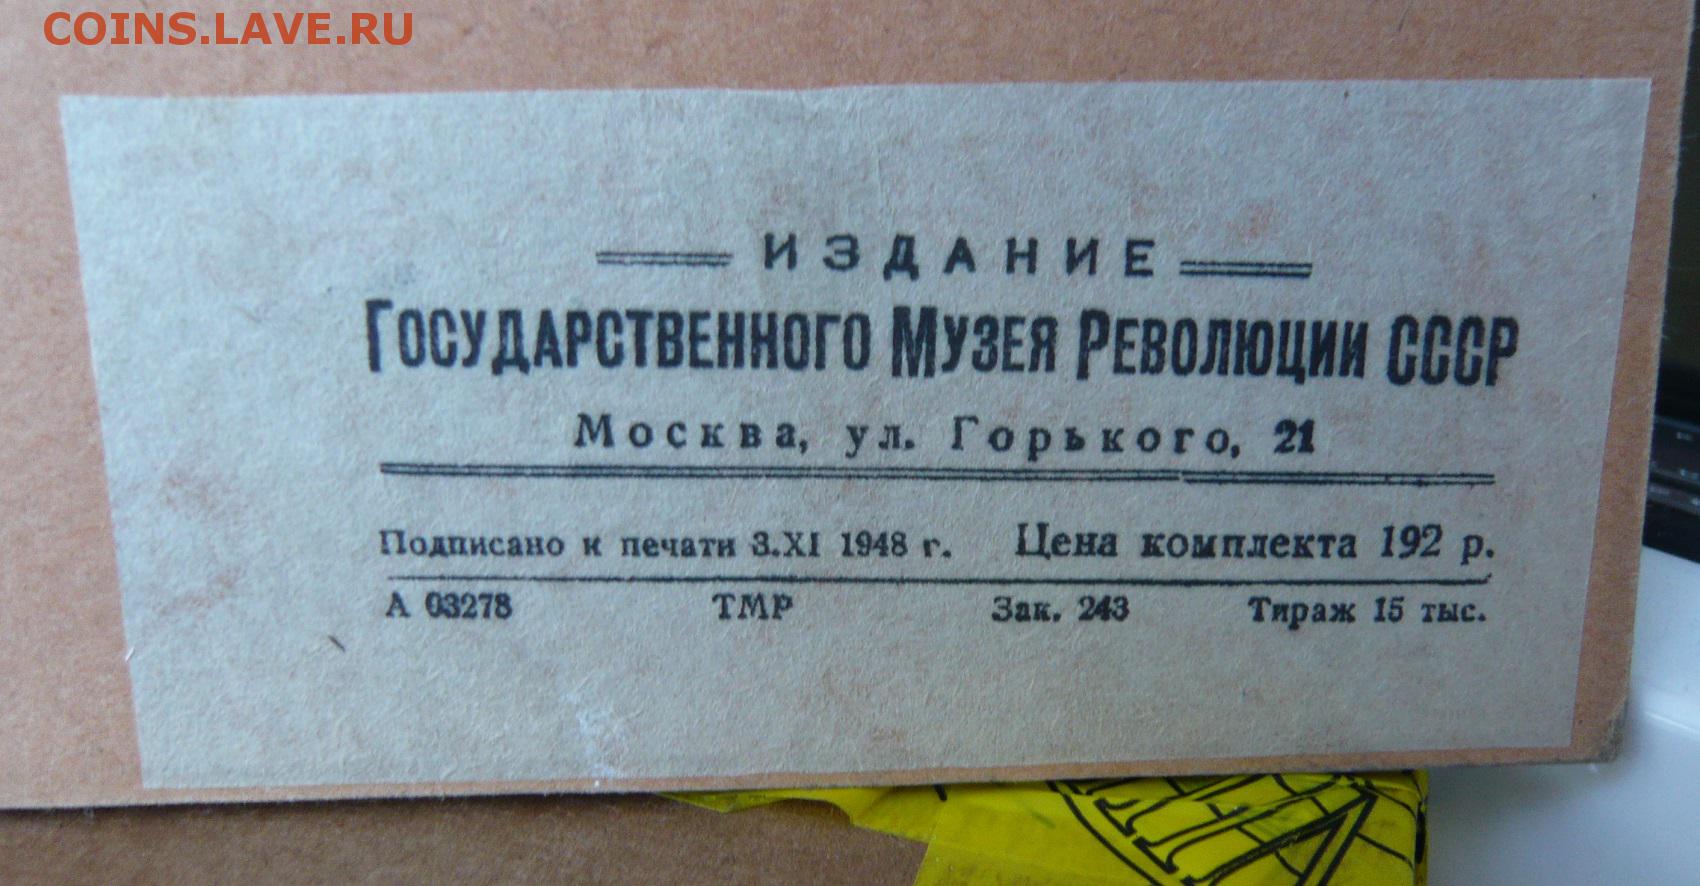 COINS.LAVE.RU
ИЗДАНИЕ
ГОСУДАРСТВЕННОГО МУЗЕЯ РЕВОЛЮЦИИ СССР
Москва, ул. Горького, 21
Подписано к печати 3.XI 1948 г. Цена комплекта 192 р.
А 03278 ТМР Зак. 243 Тираж 15 тыс.